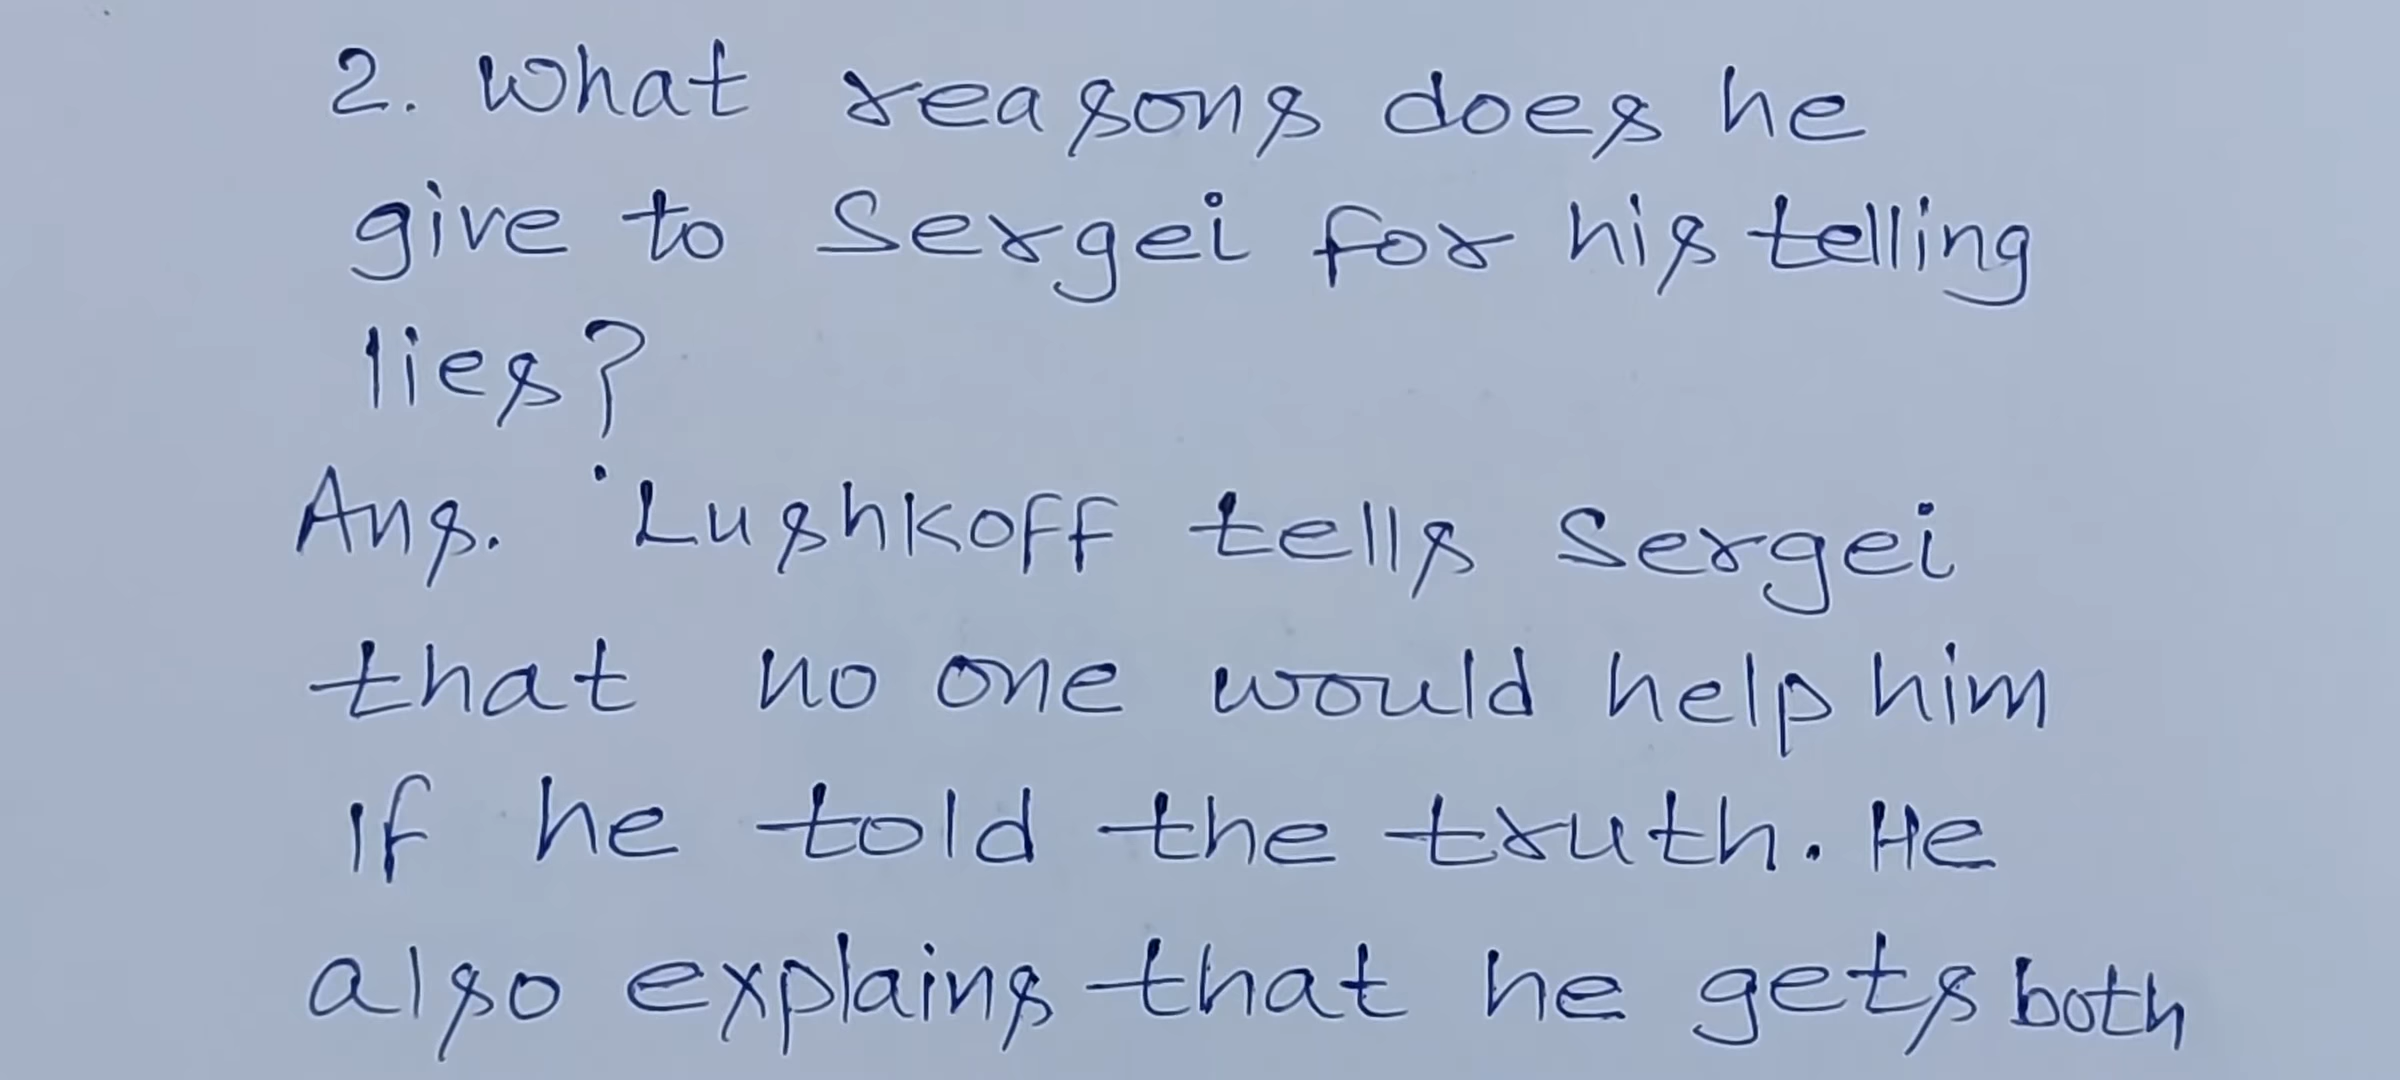 2. What reasons does he
give to Sergei for his telling
lies?
Ans. Lushkoff tells Sergei
that no one would help him
if he told the truth. He
also explains that he gets both